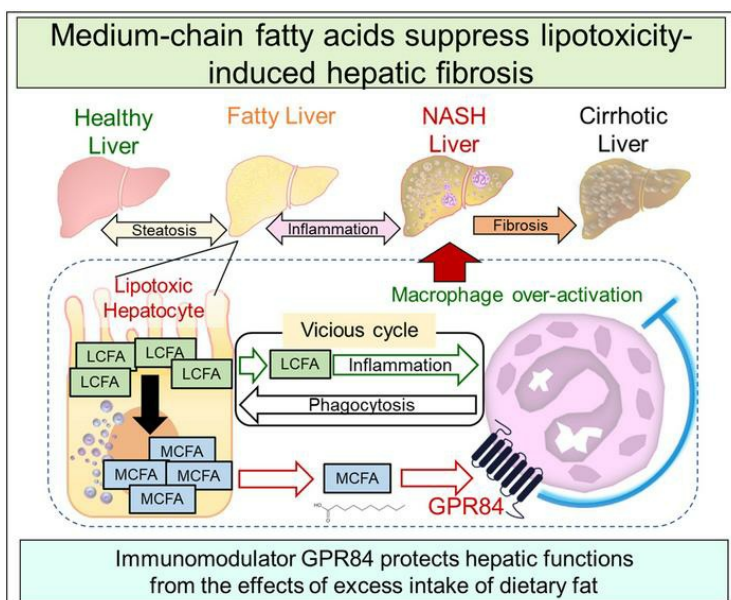 Medium-chain fatty acids suppress lipotoxicity-
induced hepatic fibrosis
Healthy
Liver
Fatty Liver
NASH
Liver
Cirrhotic Liver
Steatosis
Inflammation
Fibrosis
Lipotoxic
Hepatocyte
Macrophage over-activation
Vicious cycle
LCFA
LCFA
LCFA
LCFA
LCFA
Inflammation
Phagocytosis
MCFA
MCFA
MCFA
MCFA
MCFA
HO
O
GPR84
Immunomodulator GPR84 protects hepatic functions
from the effects of excess intake of dietary fat